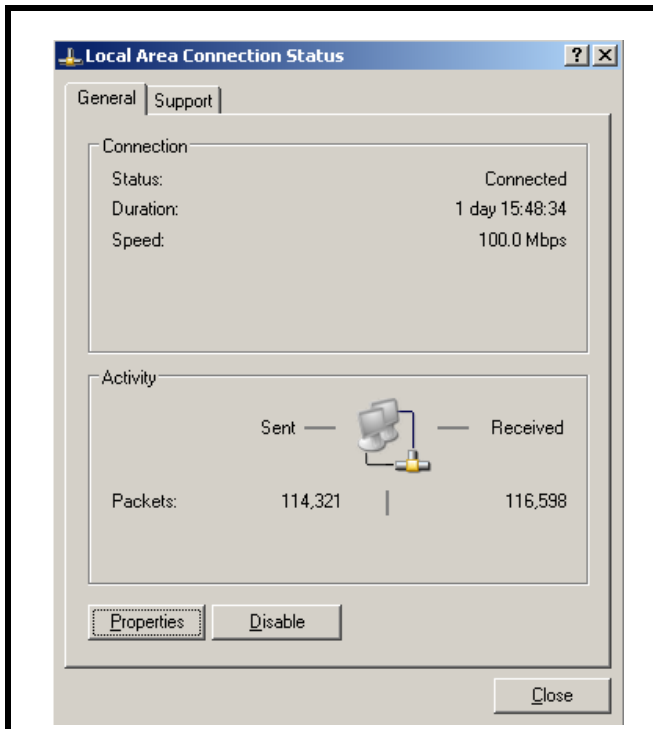 Local Area Connection Status
General Support
Connection
Status: Connected
Duration: 1 day 15:48:34
Speed: 100.0 Mbps
Activity
Sent — — Received
Packets: 114,321 | 116,598
Properties Disable
Close